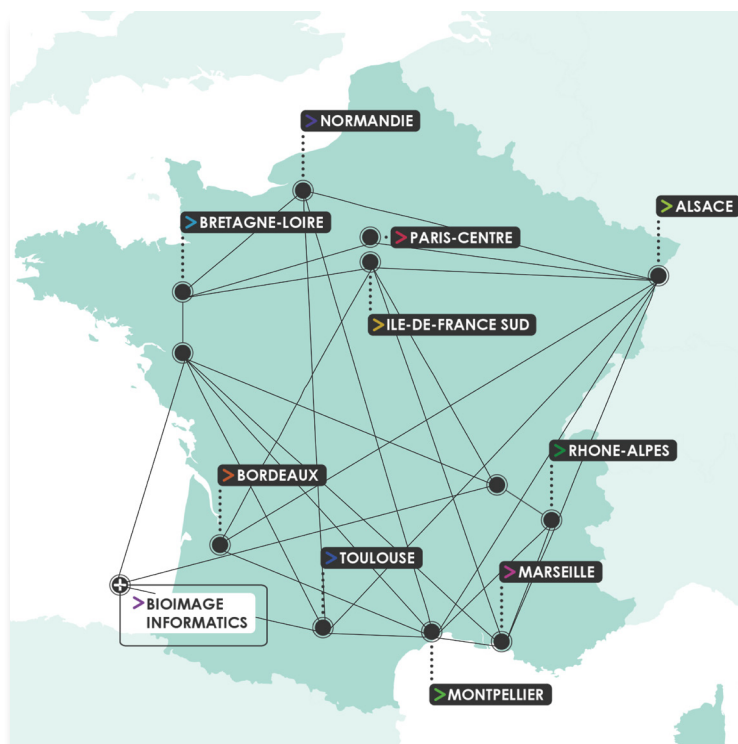 NORMANDIE
ALSACE
BRETAGNE-LOIRE
PARIS-CENTRE
ILE-DE-FRANCE SUD
RHONE-ALPES
BORDEAUX
TOULOUSE
MARSEILLE
BIOIMAGE
INFORMATICS
MONTPELLIER